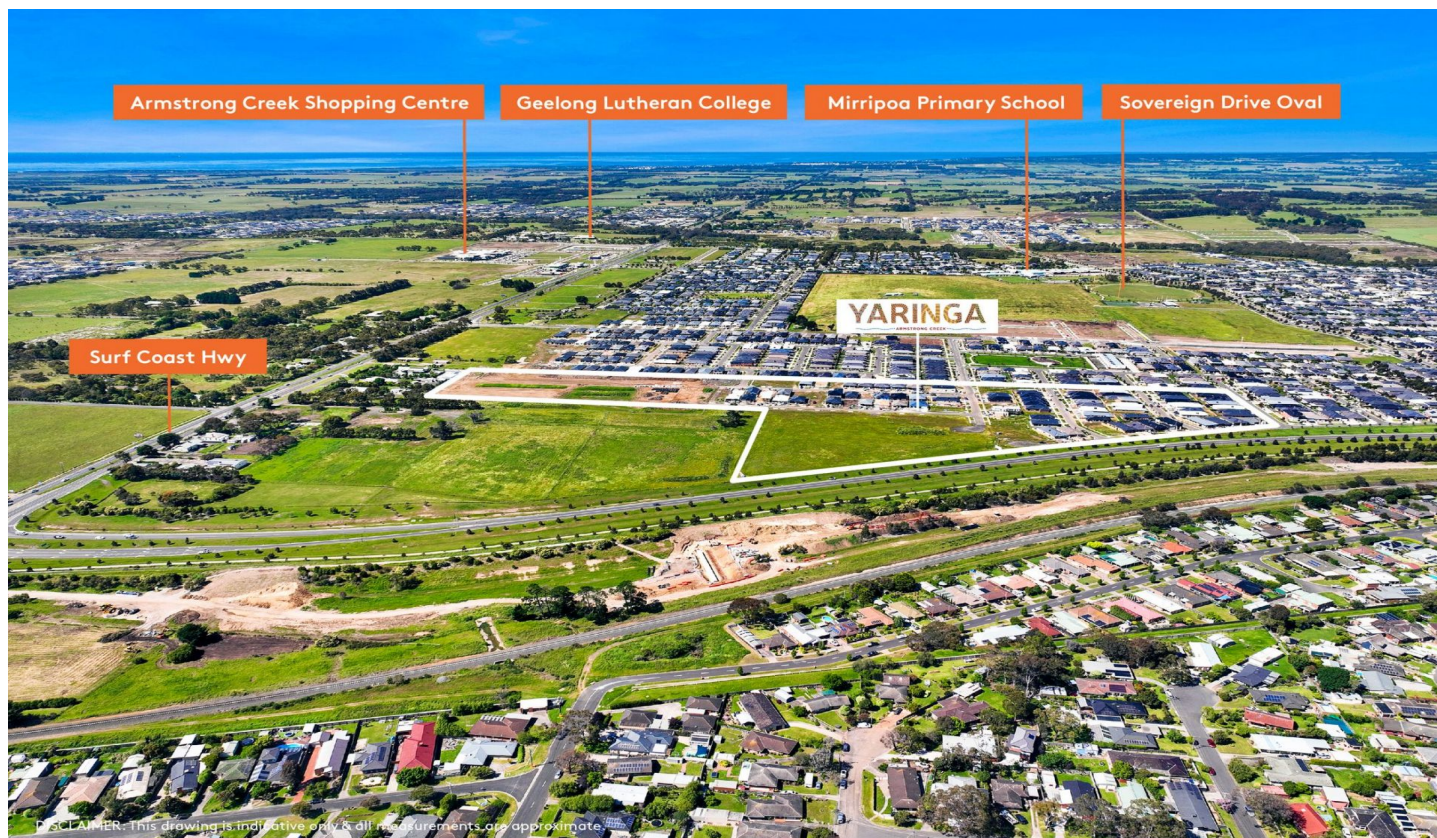 Armstrong Creek Shopping Centre
Geelong Lutheran College
Mirripoa Primary School
Sovereign Drive Oval
YARINGA
ARMSTRONG CREEK
Surf Coast Hwy
DISCLAIMER: This drawing is indicative only & all measurements are approximate.